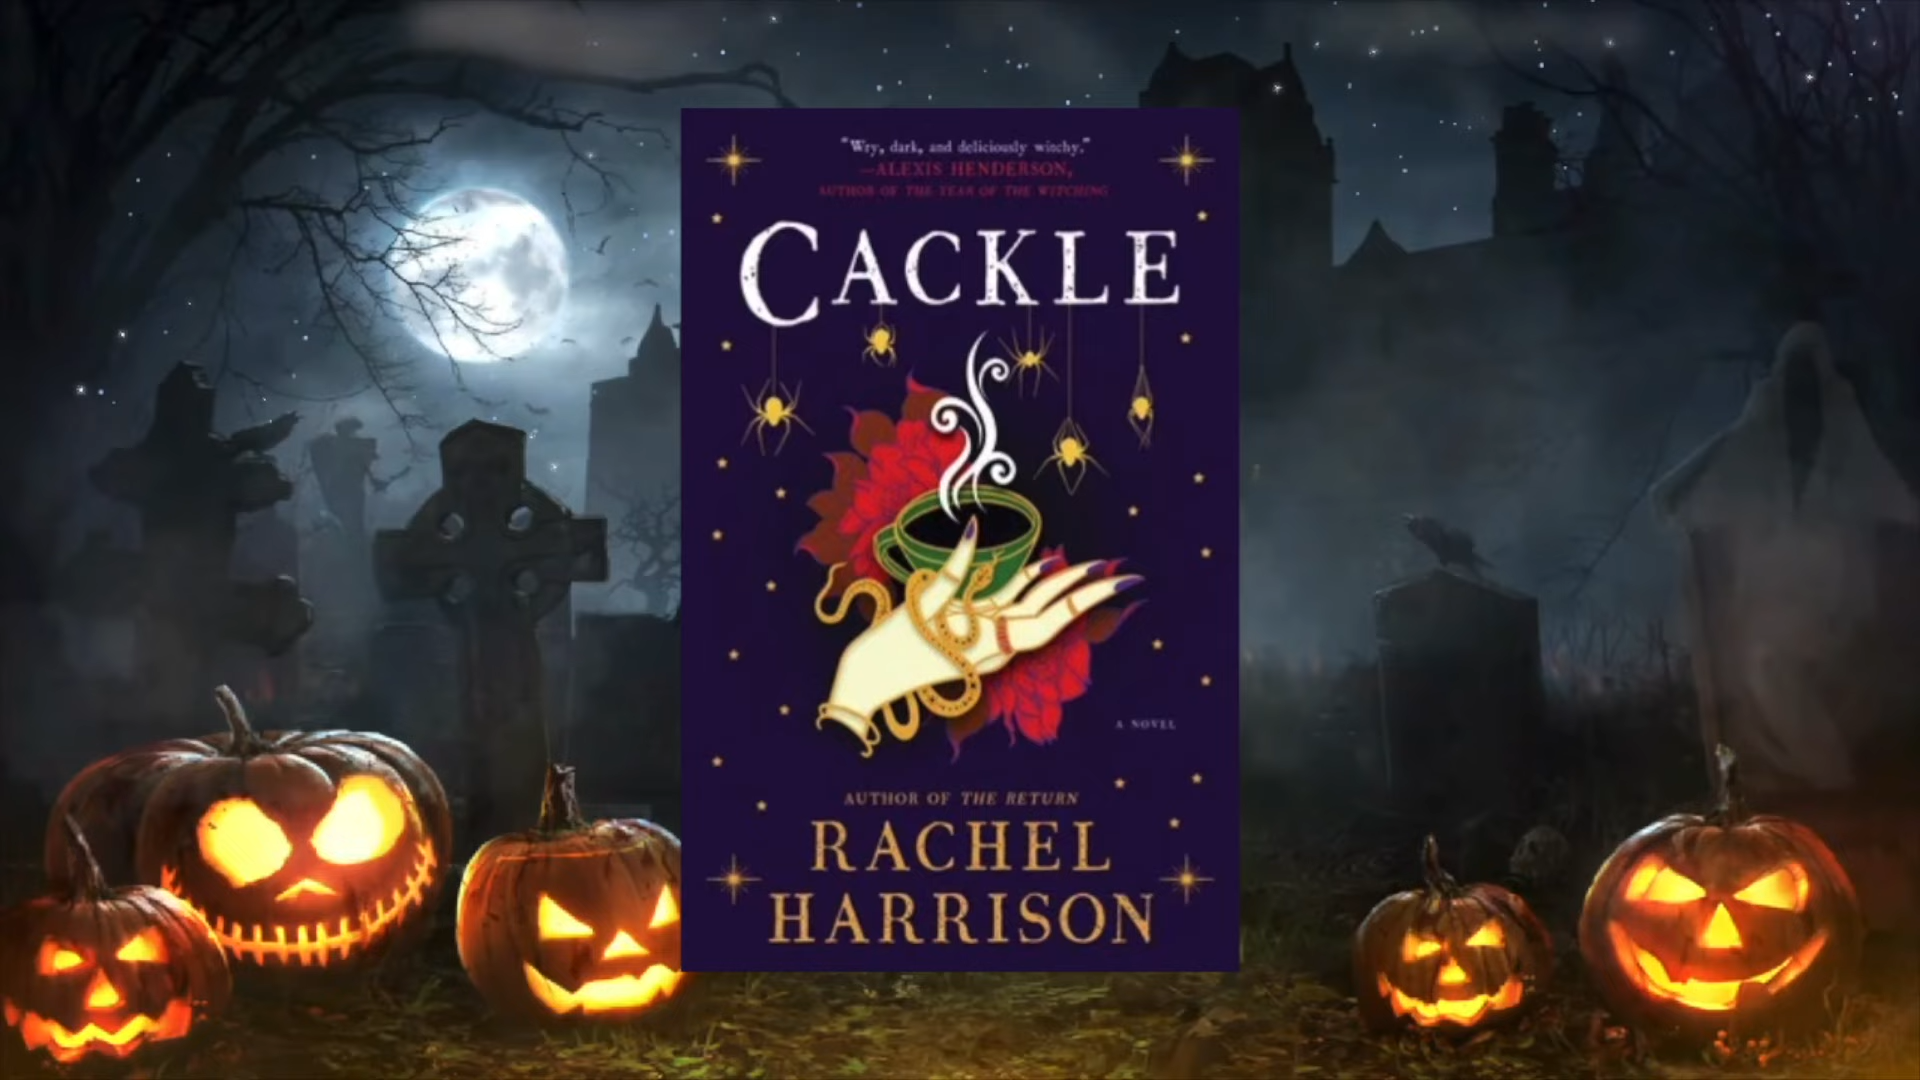 "Wry, dark, and deliciously witchy."
—ALEXIS HENDERSON,
AUTHOR OF THE YEAR OF THE WITCHING
CACKLE
A NOVEL
AUTHOR OF THE RETURN
RACHEL
HARRISON